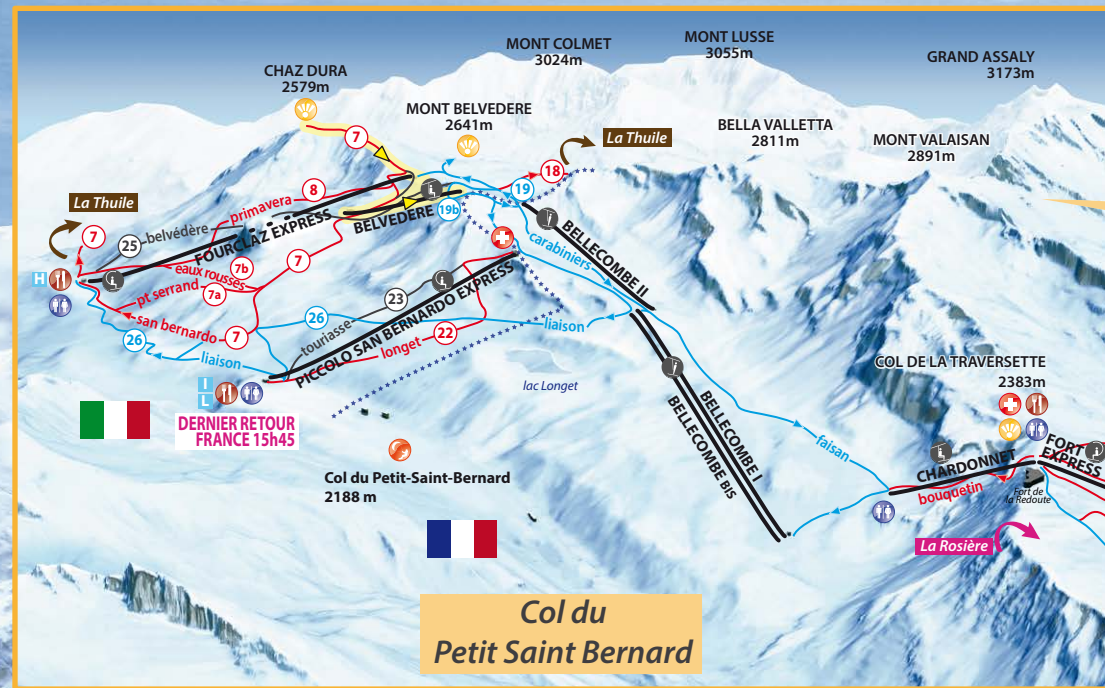 MONT COLMET
3024m
MONT LUSSE
3055m
GRAND ASSALY
3173m
CHAZ DURA
2579m
MONT BELVEDERE
2641m
La Thuile
BELLA VALLETTA
2811m
MONT VALAISAN
2891m
7
18
8
primavera
19
19b
La Thuile
7
25
belvédère
FOURCLAZ EXPRESS
BELVEDERE
BELLECOMBE II
carabiniers
H
eaux rousses
7b
7
pt serrand
7a
23
touriasse
PICCOLO SAN BERNARDO EXPRESS
san bernardo
7
26
liaison
22
longet
26
liaison
lac Longet
I
L
DERNIER RETOUR
FRANCE 15h45
COL DE LA TRAVERSETTE
2383m
BELLECOMBE I
BELLECOMBE BIS
faisan
CHARDONNET
FORT
EXPRESS
bouquetin
Fort de
la Redoute
Col du Petit-Saint-Bernard
2188 m
La Rosière
Col du
Petit Saint Bernard